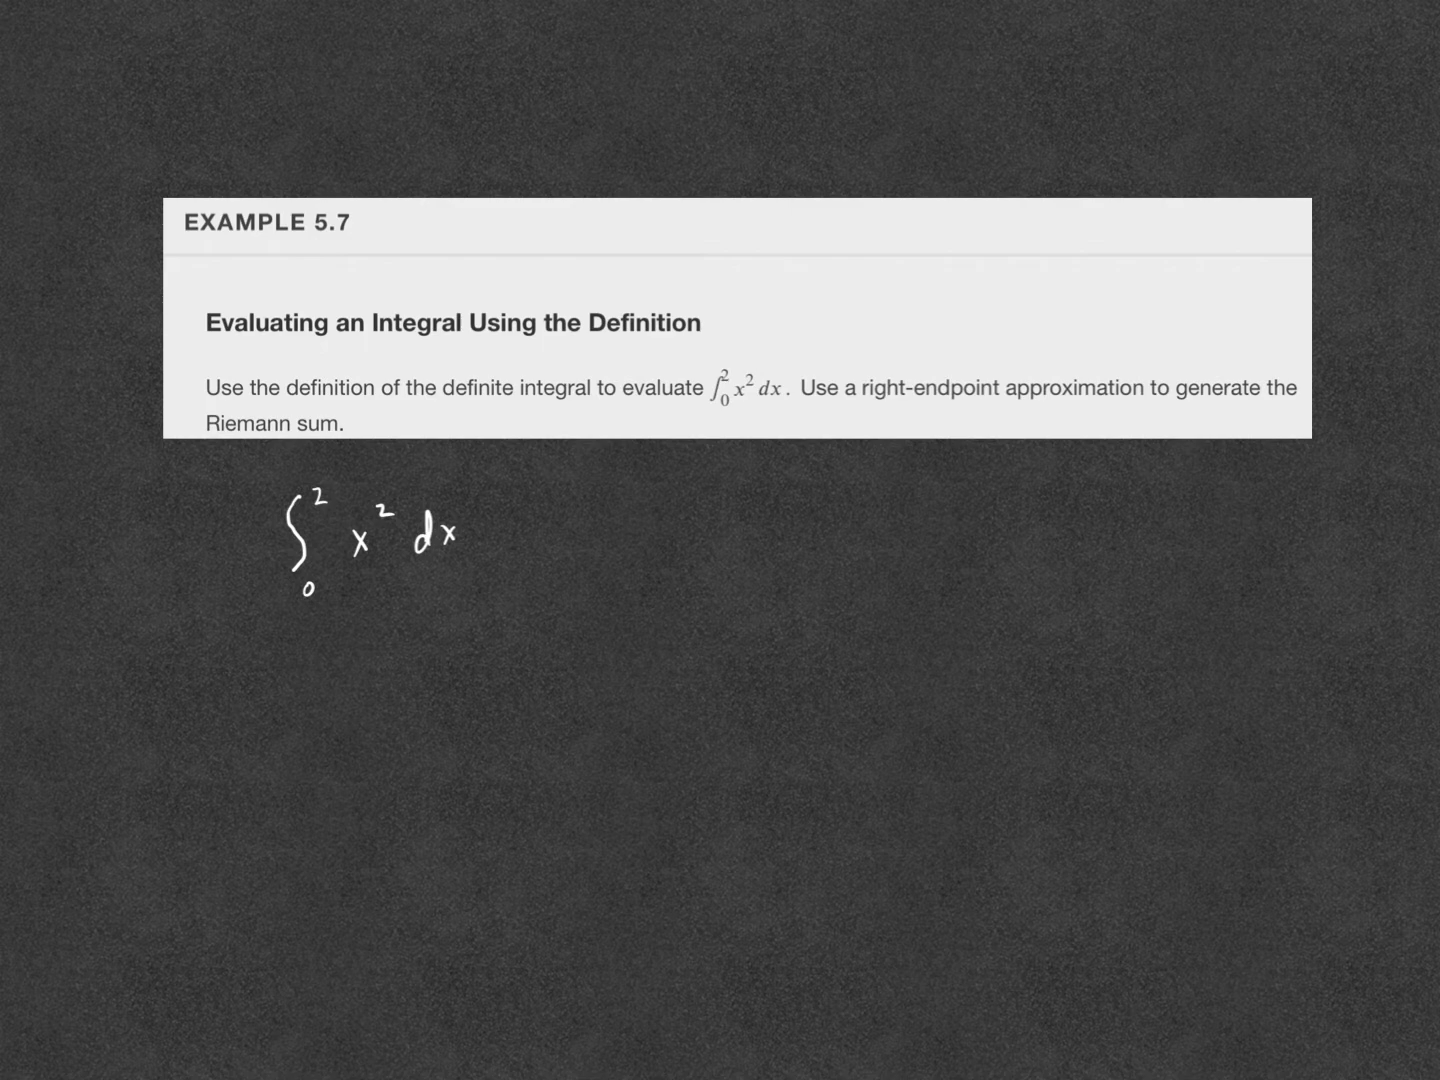 EXAMPLE 5.7
Evaluating an Integral Using the Definition
Use the definition of the definite integral to evaluate ∫₀² x² dx. Use a right-endpoint approximation to generate the
Riemann sum.
∫₀² x² dx